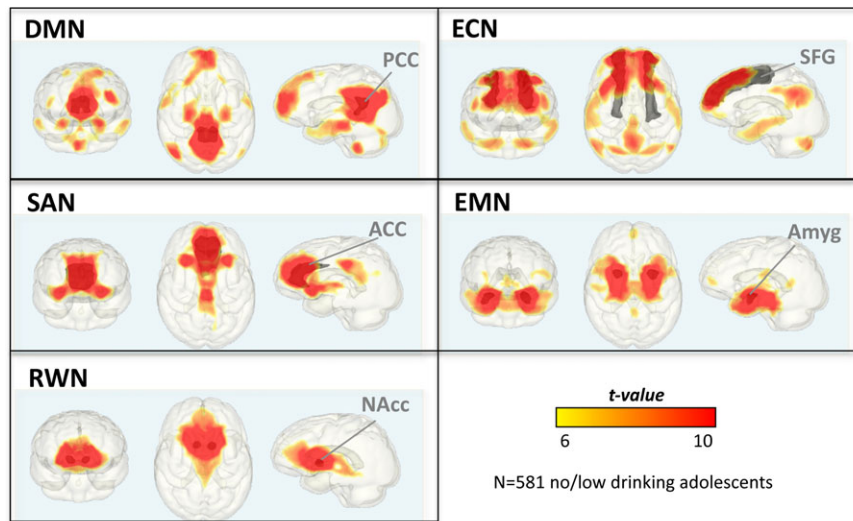 DMN
PCC
ECN
SFG
SAN
ACC
EMN
Amyg
RWN
NAcc
t-value
6 10
N=581 no/low drinking adolescents